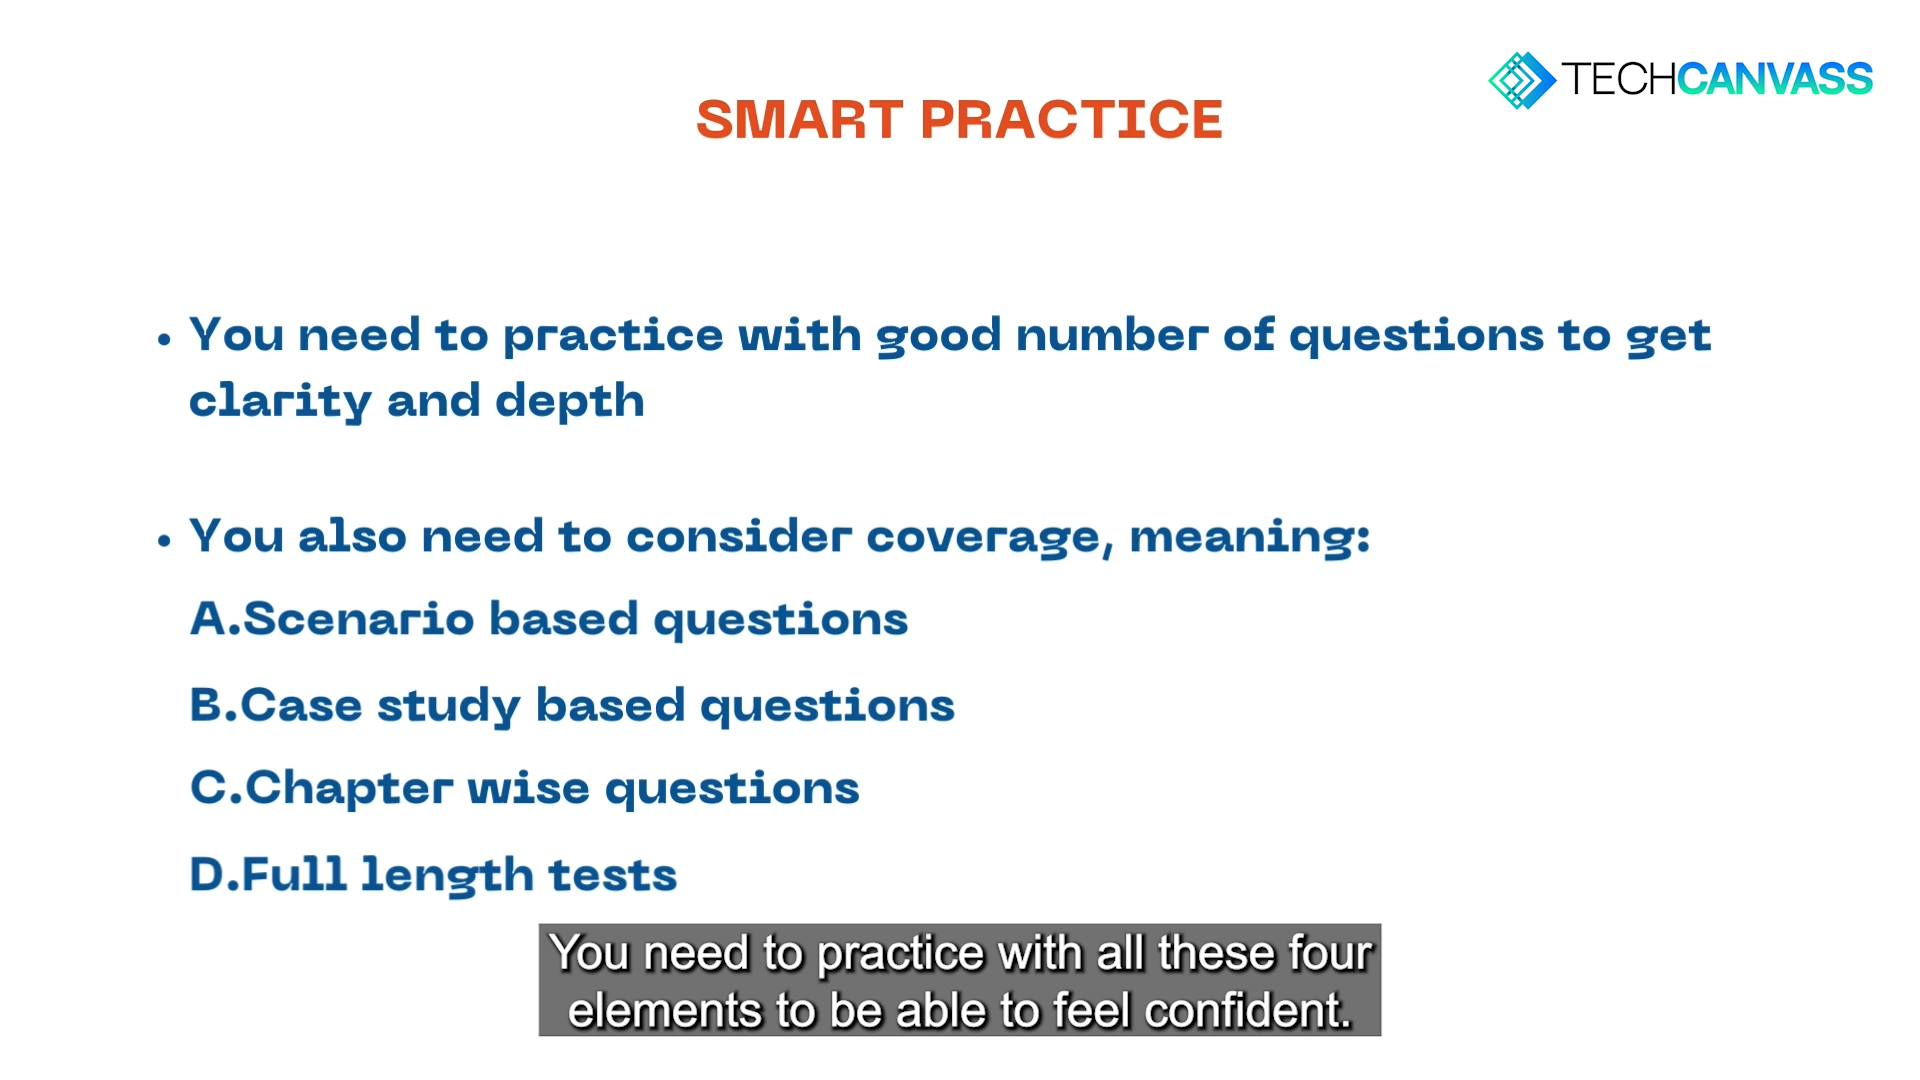 TECHCANVASS
SMART PRACTICE
• You need to practice with good number of questions to get
clarity and depth
• You also need to consider coverage, meaning:
A.Scenario based questions
B.Case study based questions
C.Chapter wise questions
D.Full length tests
You need to practice with all these four
elements to be able to feel confident.